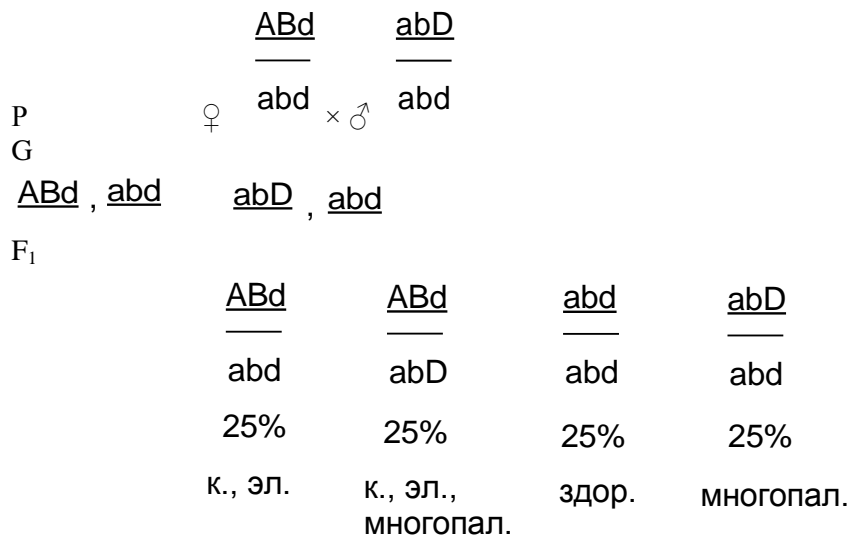 ABd abD
abd abd
P ♀ × ♂
G
ABd , abd abD , abd
F₁
ABd ABd abd abD
abd abD abd abd
25% 25% 25% 25%
к., эл. к., эл., здор. многопал.
многопал.